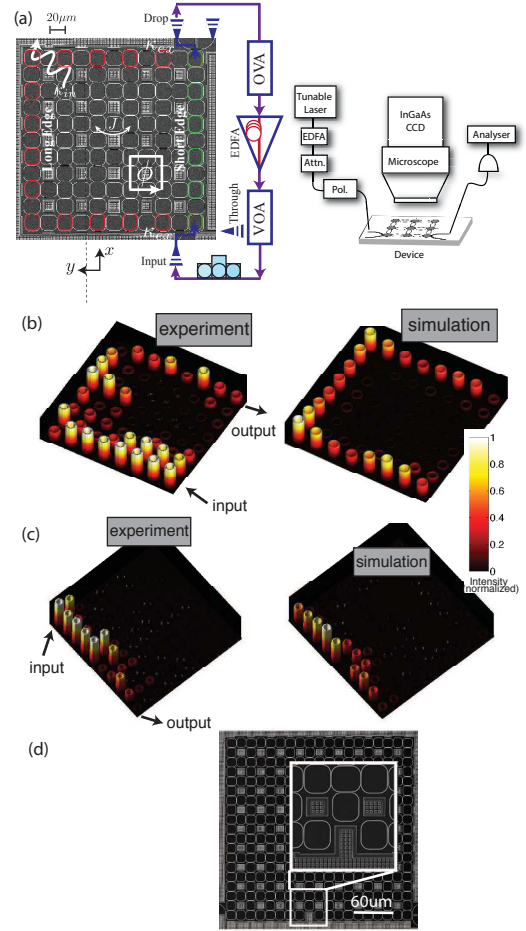 (a)
20μm
Drop
κex
κin
Long Edge
J
Short Edge
ϕ
κex
Through
Input
x
y
OVA
EDFA
VOA
Tunable
Laser
EDFA
Attn.
Pol.
InGaAs
CCD
Microscope
Analyser
Device
(b)
experiment
simulation
output
input
1
0.8
0.6
0.4
0.2
0
Intensity
(normalized)
(c)
experiment
simulation
input
output
(d)
60um